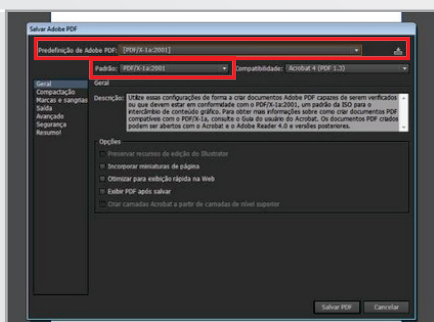 Salvar Adobe PDF
Predefinição de Adobe PDF: [PDF/X-1a:2001]
Padrão: PDF/X-1a:2001 Compatibilidade: Acrobat 4 (PDF 1.3)
Geral
Compactação
Marcas e sangrias
Saída
Avançado
Segurança
Resumo!
Geral
Descrição: Utilize essas configurações de forma a criar documentos Adobe PDF capazes de serem verificados
ou que devem estar em conformidade com o PDF/X-1a:2001, um padrão da ISO para o
intercâmbio de conteúdo gráfico. Para obter mais informações sobre como criar documentos PDF
compatíveis com o PDF/X-1a, consulte o Guia do usuário do Acrobat. Os documentos PDF criados
podem ser abertos com o Acrobat e o Adobe Reader 4.0 e versões posteriores.
Opções
Preservar recursos de edição do Illustrator
Incorporar miniaturas de página
Otimizar para exibição rápida na Web
Exibir PDF após salvar
Criar camadas Acrobat a partir de camadas de nível superior
Salvar PDF Cancelar